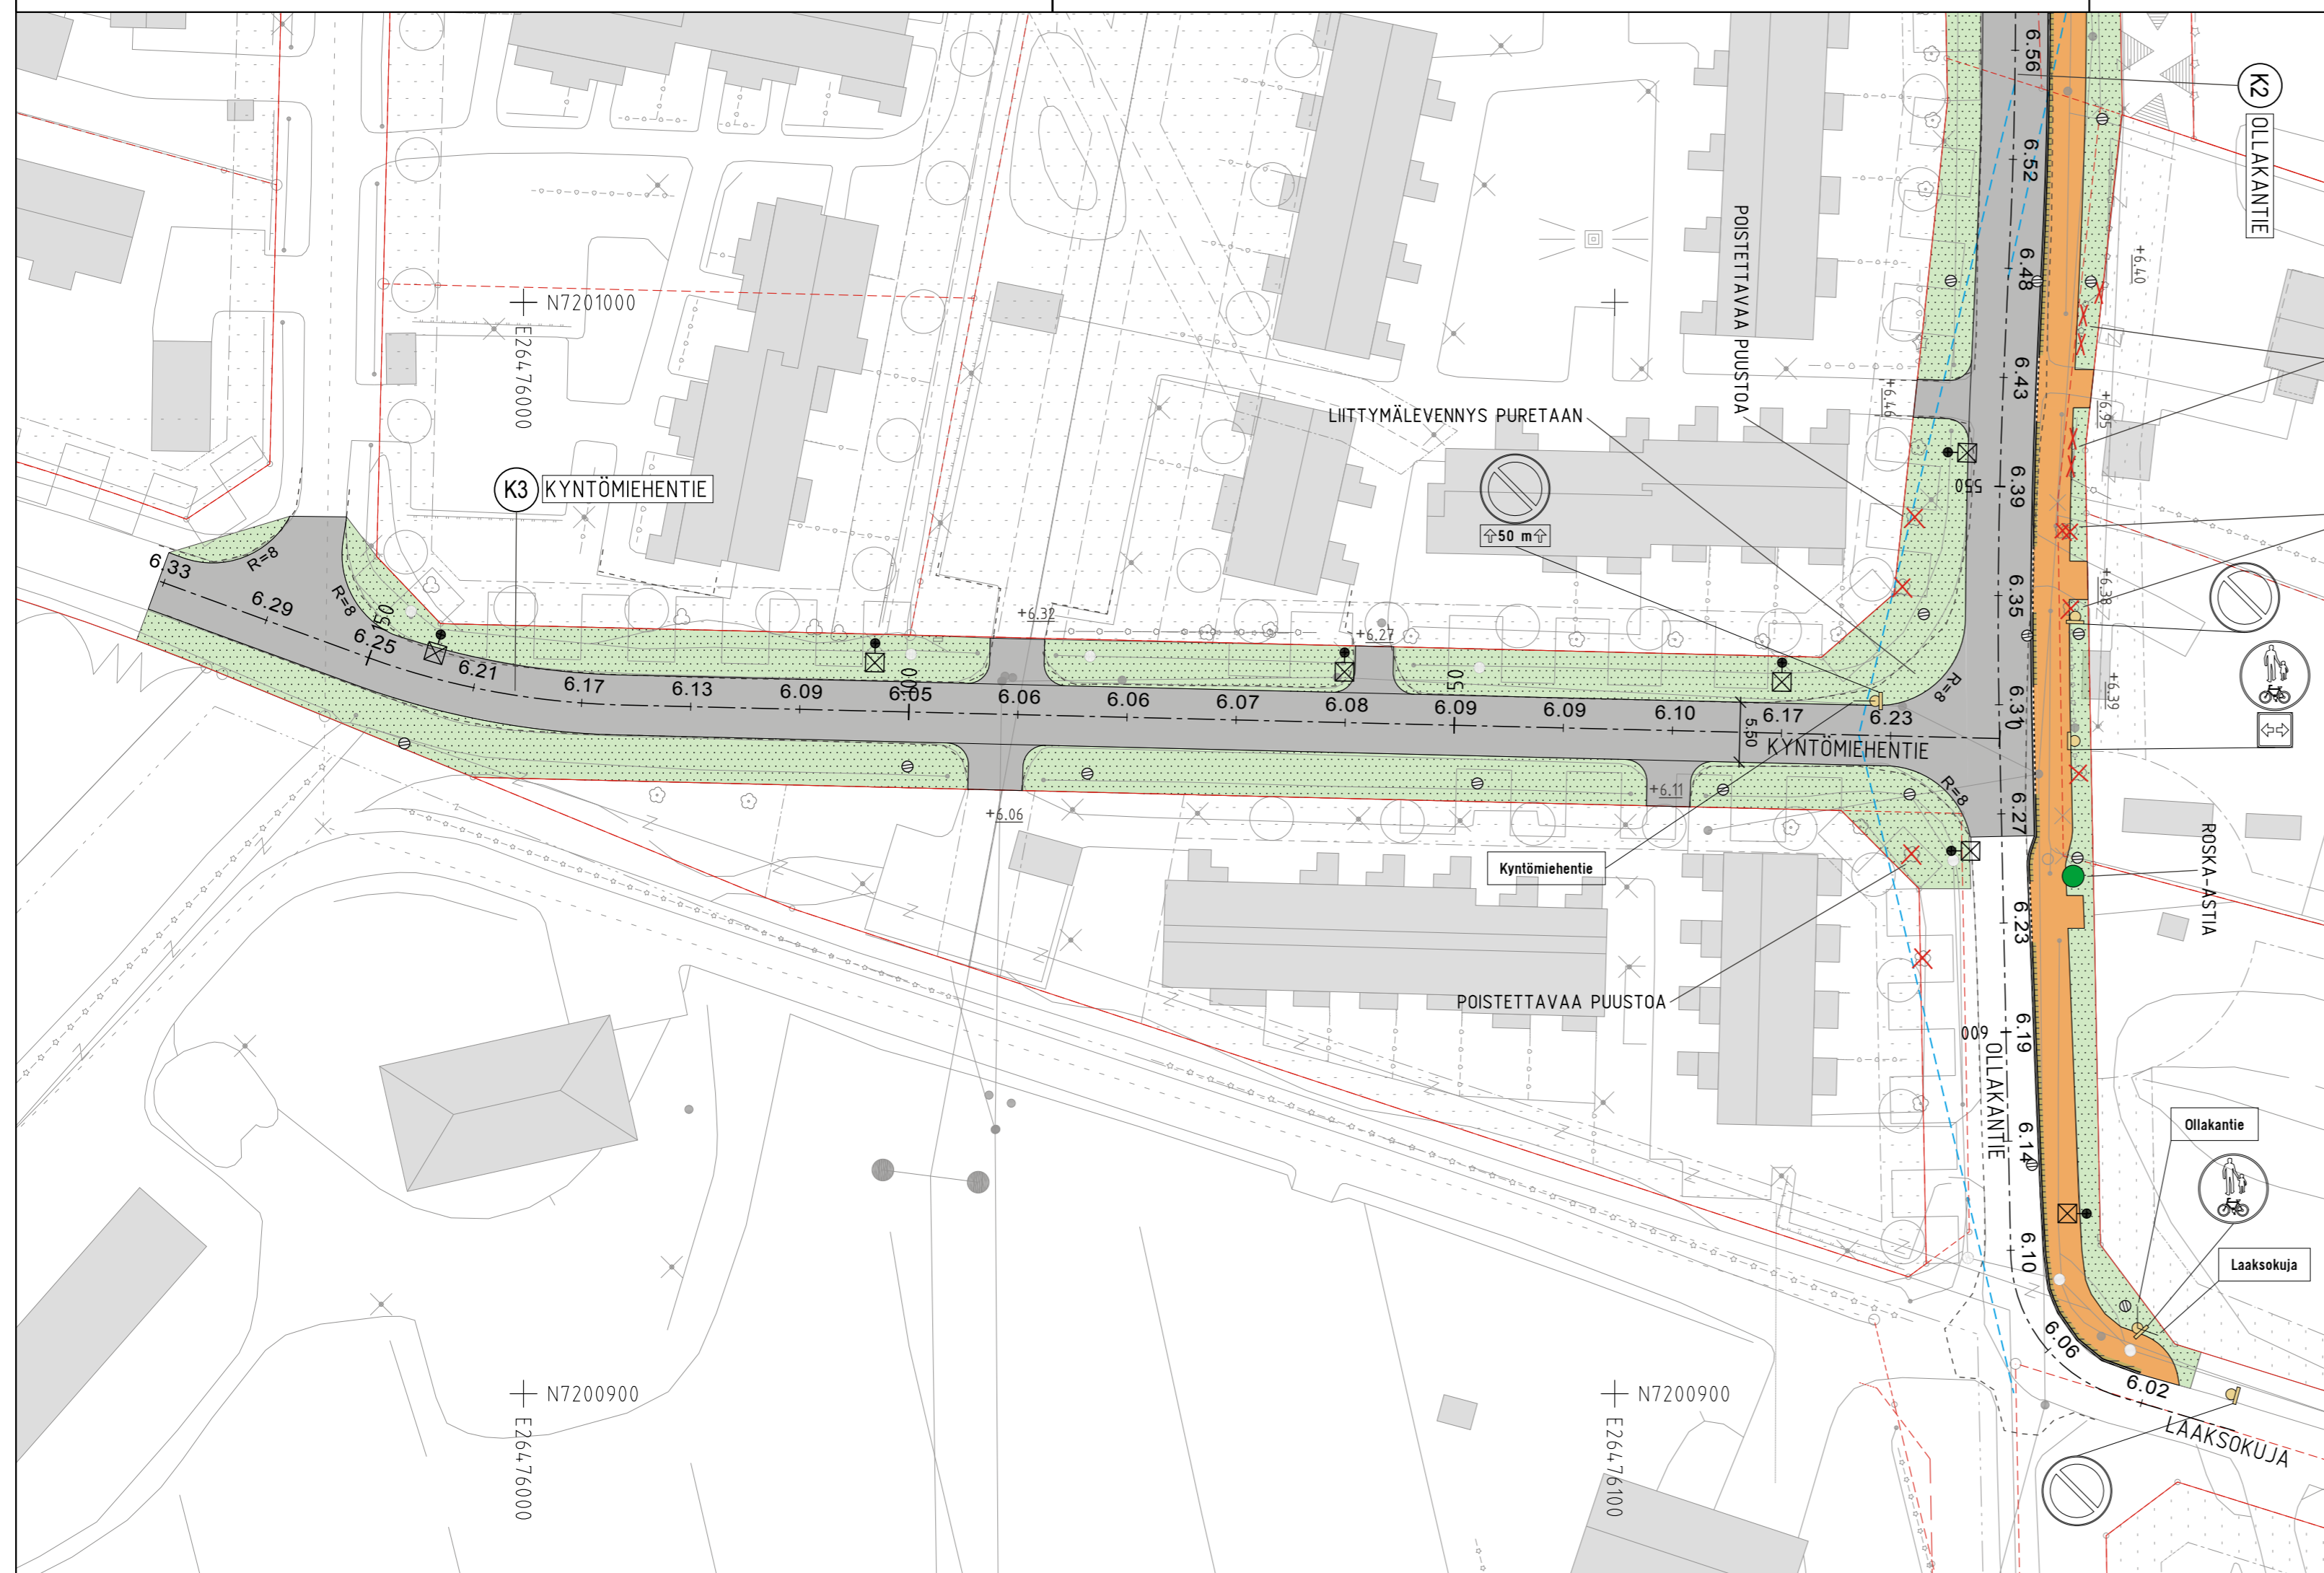 6.56
K2
OLLAKANTIE
6.52
6.48
+6.40
POISTETTAVAA PUUSTOA
N7201000
E26476000
LIITTYMÄLEVENNYS PURETAAN
+6.46
6.43
+6.95
K3
KYNTÖMIEHENTIE
50 m
550
6.39
R=8
6.33
R=8
6.29
6.25
6.21
6.17
6.13
6.09
6.05
6.06
6.06
6.07
6.08
6.09
6.09
6.10
6.17
6.23
+6.32
+6.27
50
5.50
R=8
6.35
+6.38
+6.39
6.31
KYNTÖMIEHENTIE
R=8
6.27
+6.06
+6.11
Kyntömiehentie
ROSKA-ASTIA
6.23
POISTETTAVAA PUUSTOA
600
6.19
OLLAKANTIE
6.14
Ollakantie
6.10
Laaksokuja
6.06
6.02
LAAKSOKUJA
N7200900
E26476000
N7200900
E26476100